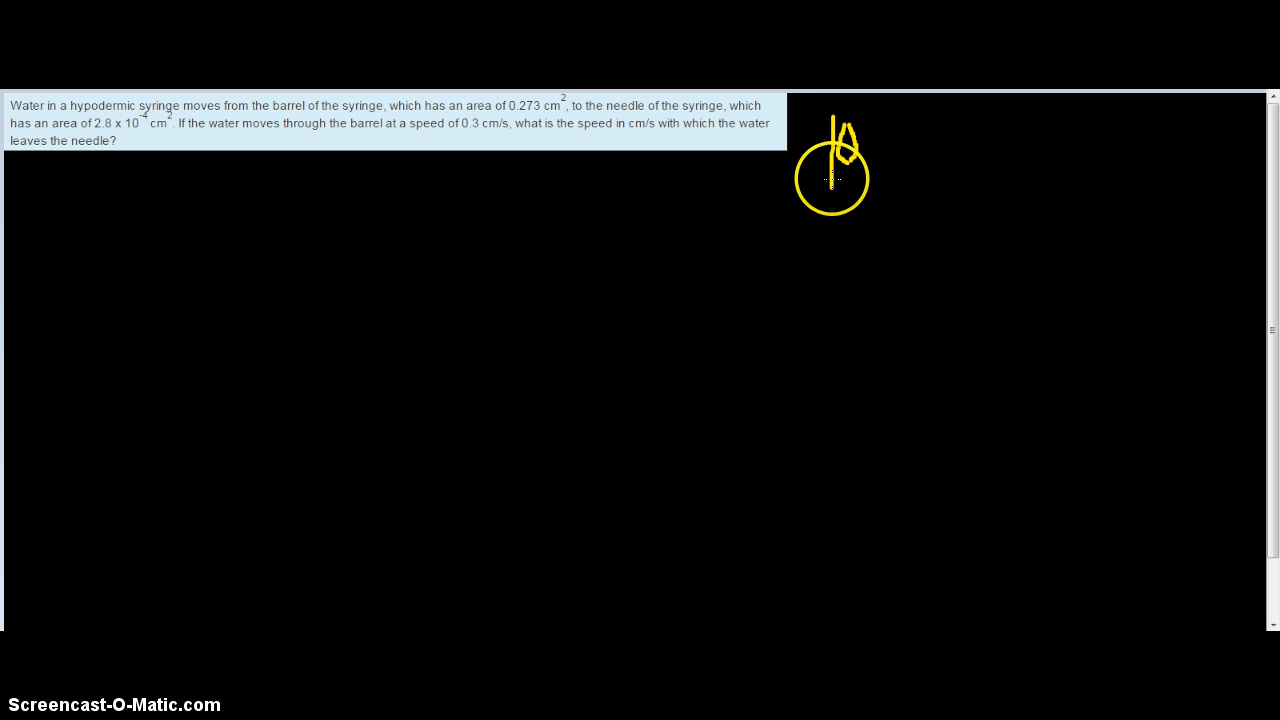 Water in a hypodermic syringe moves from the barrel of the syringe, which has an area of 0.273 cm², to the needle of the syringe, which
has an area of 2.8 x 10⁻⁴ cm². If the water moves through the barrel at a speed of 0.3 cm/s, what is the speed in cm/s with which the water
leaves the needle?
Screencast-O-Matic.com